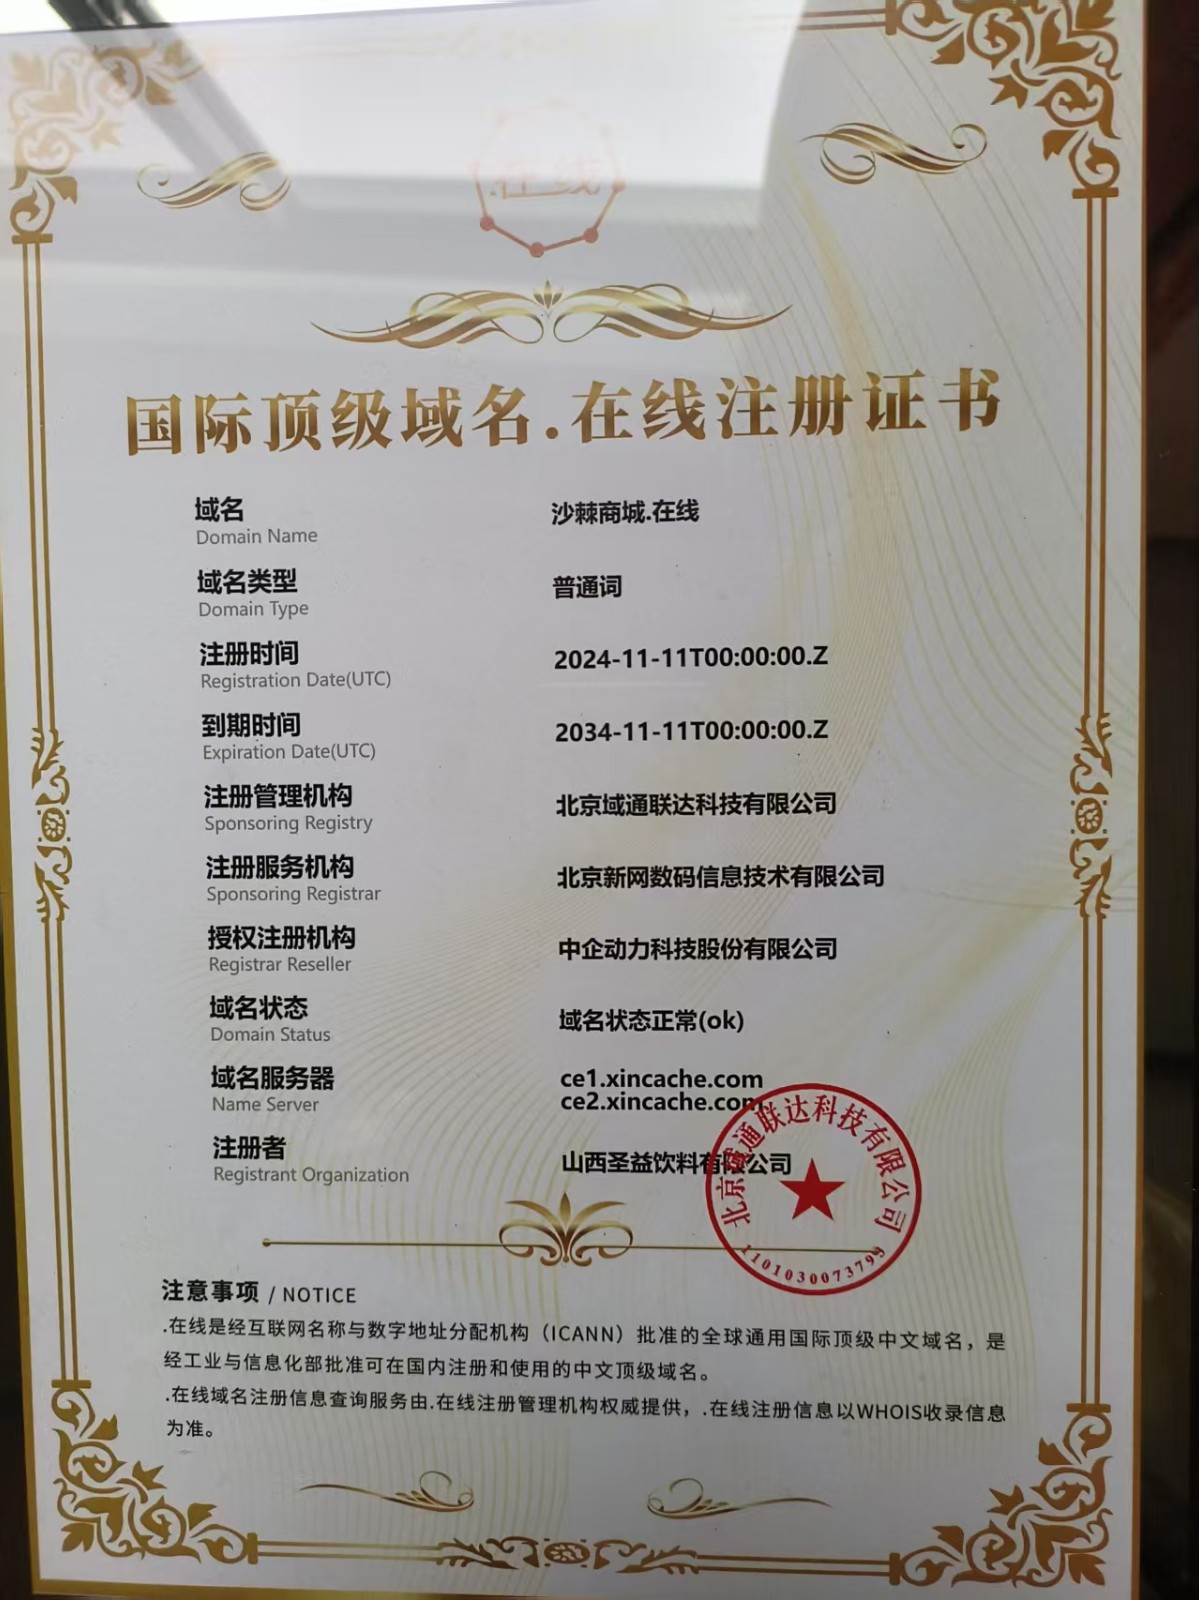 在线
国际顶级域名.在线注册证书
域名
Domain Name
沙棘商城.在线
域名类型
Domain Type
普通词
注册时间
Registration Date(UTC)
2024-11-11T00:00:00.Z
到期时间
Expiration Date(UTC)
2034-11-11T00:00:00.Z
注册管理机构
Sponsoring Registry
北京域通联达科技有限公司
注册服务机构
Sponsoring Registrar
北京新网数码信息技术有限公司
授权注册机构
Registrar Reseller
中企动力科技股份有限公司
域名状态
Domain Status
域名状态正常(ok)
域名服务器
Name Server
ce1.xincache.com
ce2.xincache.com
注册者
Registrant Organization
山西圣益饮料有限公司
北京域通联达科技有限公司
1101030073799
注意事项 / NOTICE
.在线是经互联网名称与数字地址分配机构（ICANN）批准的全球通用国际顶级中文域名，是
经工业与信息化部批准可在国内注册和使用的中文顶级域名。
.在线域名注册信息查询服务由.在线注册管理机构权威提供，.在线注册信息以WHOIS收录信息
为准。